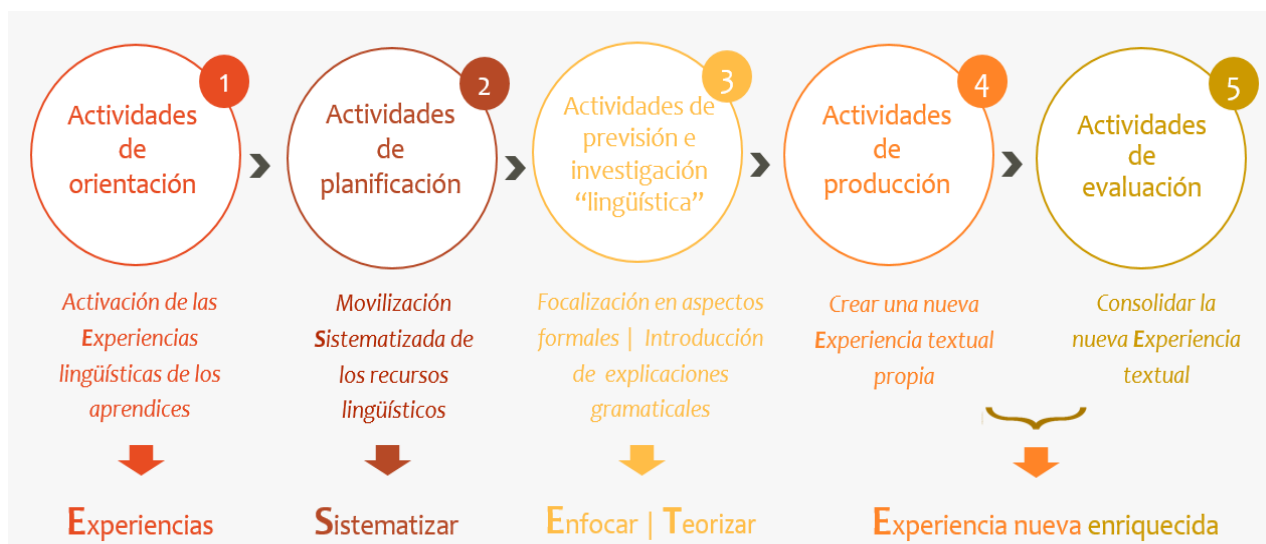 1
Actividades
de
orientación
2
Actividades
de
planificación
3
Actividades de
previsión e
investigación
“lingüística”
4
Actividades
de
producción
5
Actividades
de
evaluación
Activación de las
Experiencias
lingüísticas de los
aprendices
Movilización
Sistematizada de
los recursos
lingüísticos
Focalización en aspectos
formales | Introducción
de explicaciones
gramaticales
Crear una nueva
Experiencia textual
propia
Consolidar la
nueva Experiencia
textual
Experiencias
Sistematizar
Enfocar | Teorizar
Experiencia nueva enriquecida